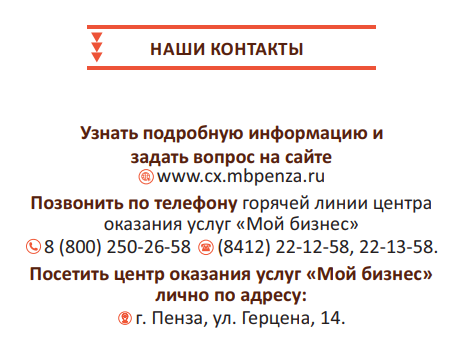 НАШИ КОНТАКТЫ
Узнать подробную информацию и
задать вопрос на сайте
www.cx.mbpenza.ru
Позвонить по телефону горячей линии центра
оказания услуг «Мой бизнес»
8 (800) 250-26-58 (8412) 22-12-58, 22-13-58.
Посетить центр оказания услуг «Мой бизнес»
лично по адресу:
г. Пенза, ул. Герцена, 14.